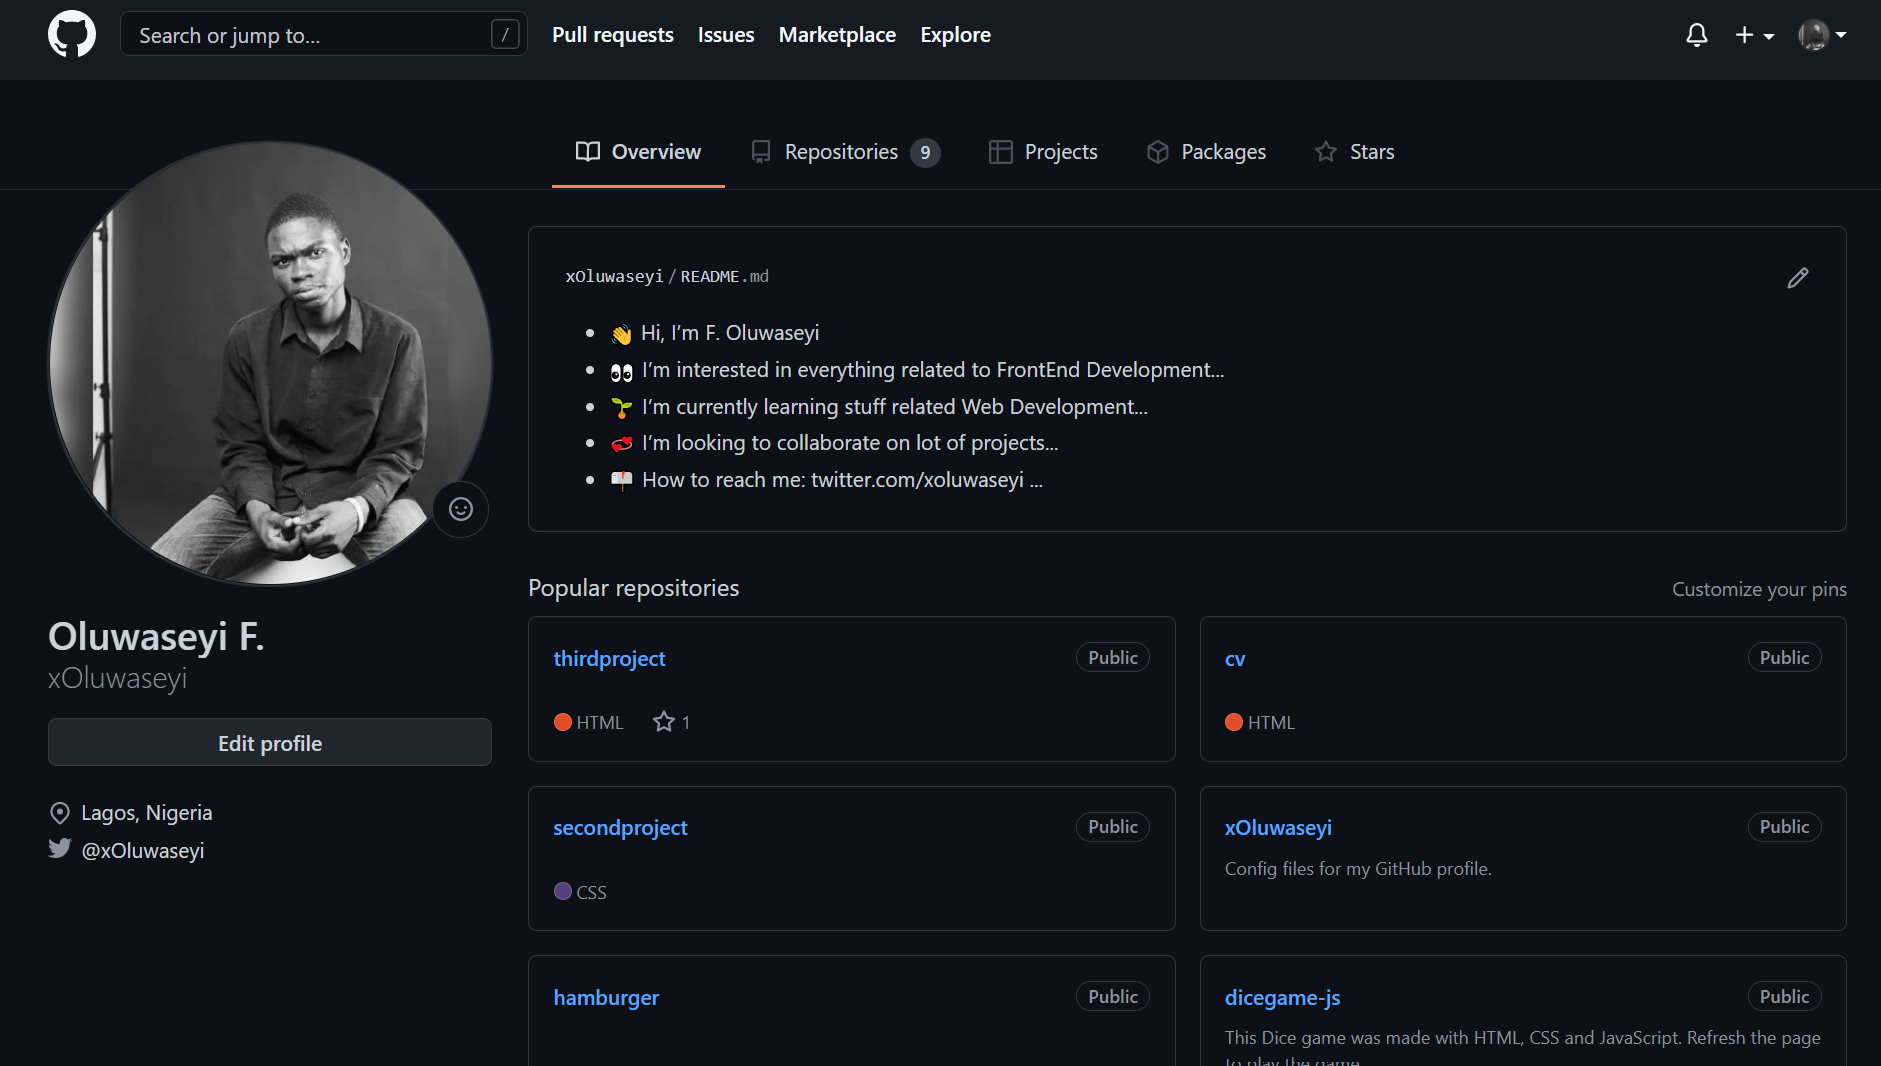 Search or jump to...
/
Pull requests
Issues
Marketplace
Explore
Overview
Repositories 9
Projects
Packages
Stars
Oluwaseyi F.
xOluwaseyi
Edit profile
Lagos, Nigeria
@xOluwaseyi
xOluwaseyi/README.md
👋 Hi, I’m F. Oluwaseyi
👀 I’m interested in everything related to FrontEnd Development...
🌱 I’m currently learning stuff related Web Development...
💞️ I’m looking to collaborate on lot of projects...
📫 How to reach me: twitter.com/xoluwaseyi ...
Popular repositories
Customize your pins
thirdproject
Public
HTML
1
cv
Public
HTML
secondproject
Public
CSS
xOluwaseyi
Public
Config files for my GitHub profile.
hamburger
Public
dicegame-js
Public
This Dice game was made with HTML, CSS and JavaScript. Refresh the page
to play the game